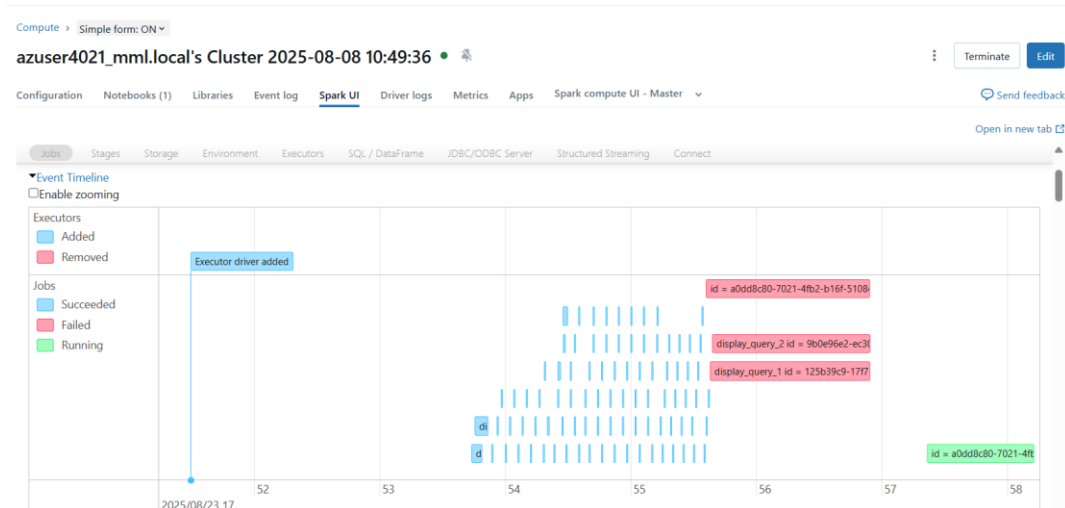 Compute > Simple form: ON
azuser4021_mml.local's Cluster 2025-08-08 10:49:36
Terminate
Edit
Configuration Notebooks (1) Libraries Event log Spark UI Driver logs Metrics Apps Spark compute UI - Master
Send feedback
Open in new tab
Jobs Stages Storage Environment Executors SQL / DataFrame JDBC/ODBC Server Structured Streaming Connect
Event Timeline
Enable zooming
Executors
Added
Removed
Executor driver added
Jobs
Succeeded
Failed
Running
id = a0dd8c80-7021-4fb2-b16f-5108
display_query_2 id = 9b0e96e2-ec30
display_query_1 id = 125b39c9-17f7
di
d
id = a0dd8c80-7021-4fb
52 53 54 55 56 57 58
2025/08/23 17